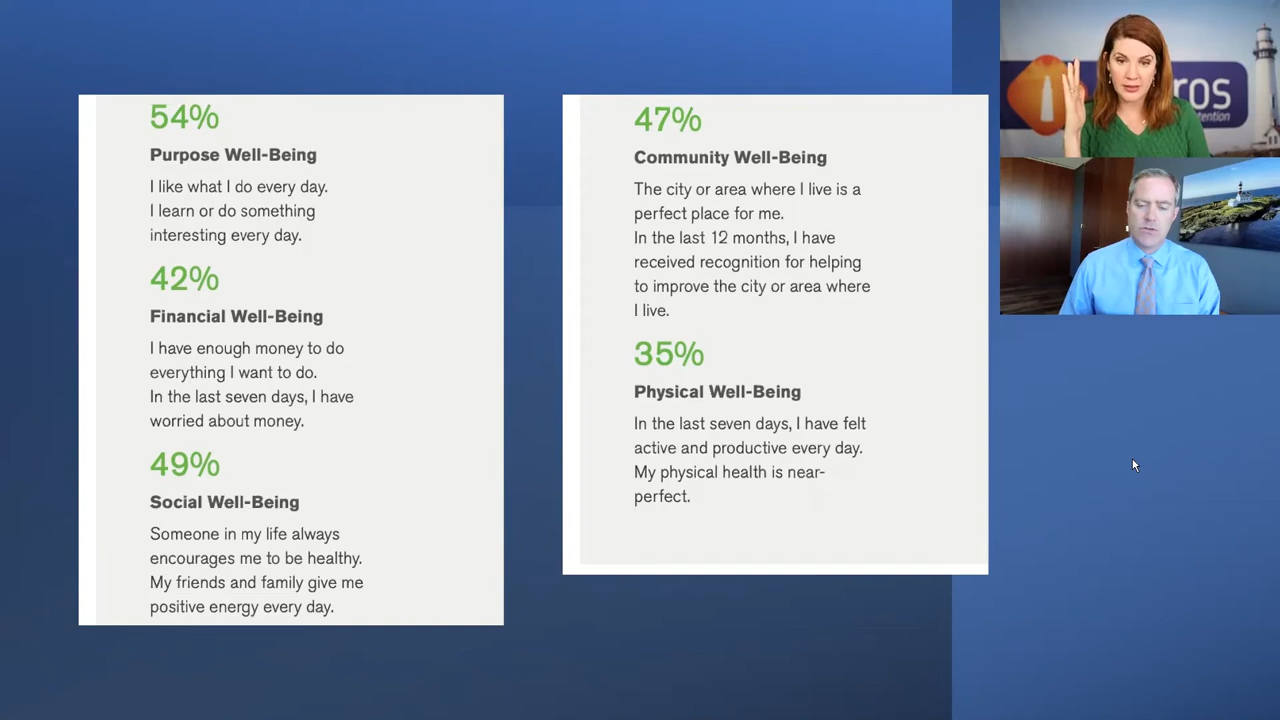 54%
Purpose Well-Being
I like what I do every day.
I learn or do something
interesting every day.
42%
Financial Well-Being
I have enough money to do
everything I want to do.
In the last seven days, I have
worried about money.
49%
Social Well-Being
Someone in my life always
encourages me to be healthy.
My friends and family give me
positive energy every day.
47%
Community Well-Being
The city or area where I live is a
perfect place for me.
In the last 12 months, I have
received recognition for helping
to improve the city or area where
I live.
35%
Physical Well-Being
In the last seven days, I have felt
active and productive every day.
My physical health is near-
perfect.